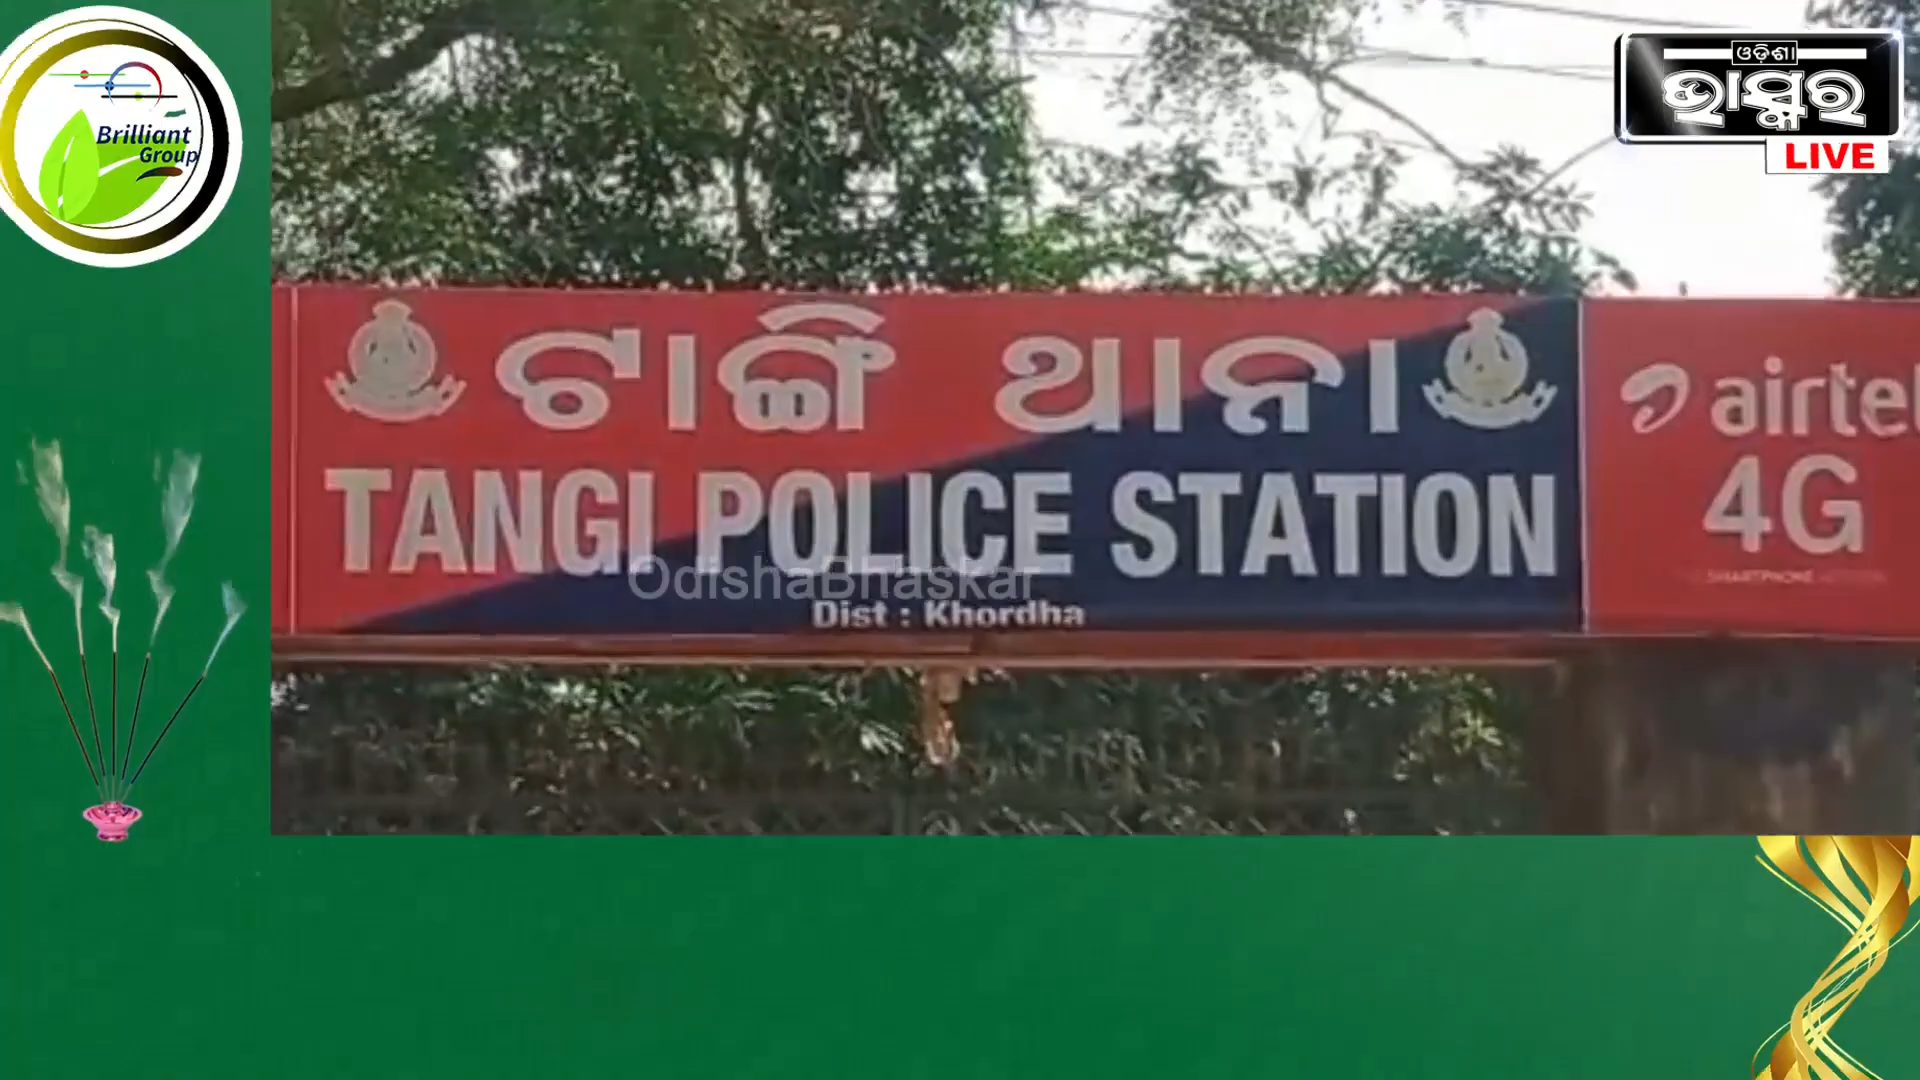 Brilliant
Group
ଓଡ଼ିଶା
ଭାସ୍କର
LIVE
ଟାଙ୍ଗି ଥାନା
TANGI POLICE STATION
OdishaBhaskar
Dist : Khordha
airtel
4G